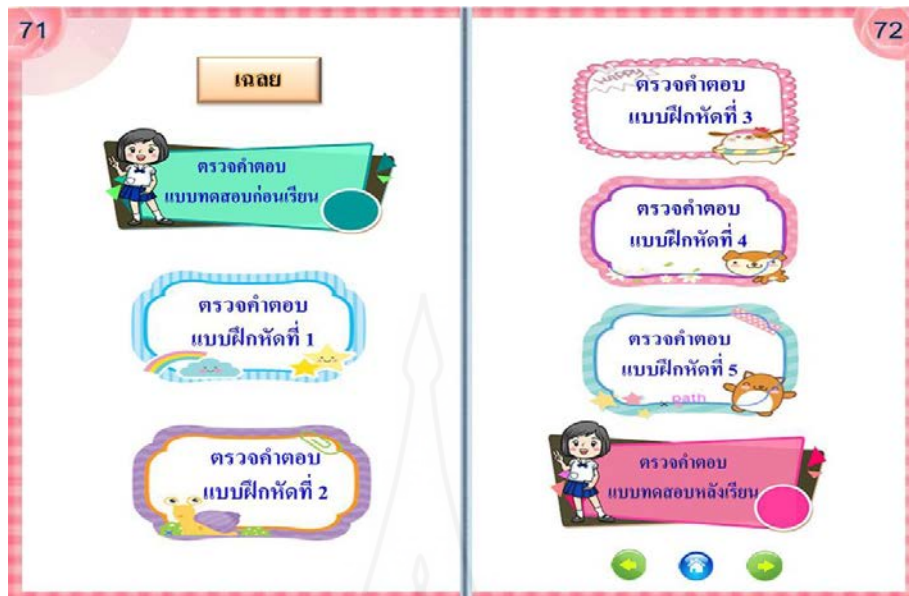 71
เฉลย
ตรวจคำตอบ
แบบทดสอบก่อนเรียน
ตรวจคำตอบ
แบบฝึกหัดที่ 1
ตรวจคำตอบ
แบบฝึกหัดที่ 2
72
HAPPY
ตรวจคำตอบ
แบบฝึกหัดที่ 3
ตรวจคำตอบ
แบบฝึกหัดที่ 4
ตรวจคำตอบ
แบบฝึกหัดที่ 5
path
ตรวจคำตอบ
แบบทดสอบหลังเรียน